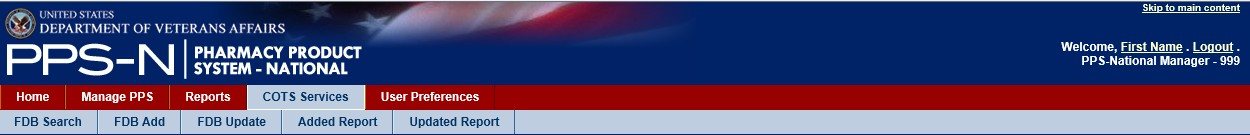 Skip to main content
UNITED STATES
DEPARTMENT OF VETERANS AFFAIRS
PPS-N PHARMACY PRODUCT
SYSTEM - NATIONAL
Welcome, First Name . Logout .
PPS-National Manager - 999
Home Manage PPS Reports COTS Services User Preferences
FDB Search FDB Add FDB Update Added Report Updated Report